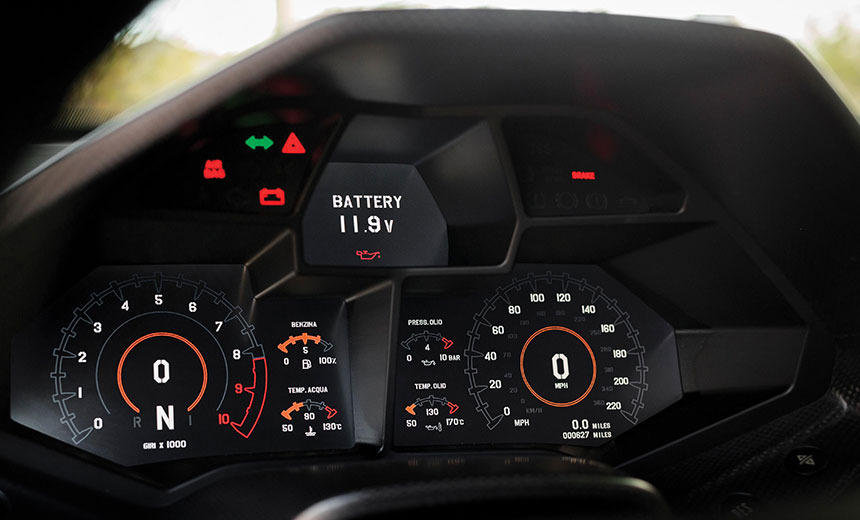 BRAKE
BATTERY
11.9V
0 1 2 3 4 5 6 7 8 9 10
0
R N I
GIRI X 1000
BENZINA
0 5 100%
TEMP. ACQUA
50 90 130°C
PRESS. OLIO
0 4 10 BAR
TEMP. OLIO
50 130 170°C
0 20 40 60 80 100 120 140 160 180 200 220
0
MPH
KM/H
MPH
0.0 MILES
000627 MILES